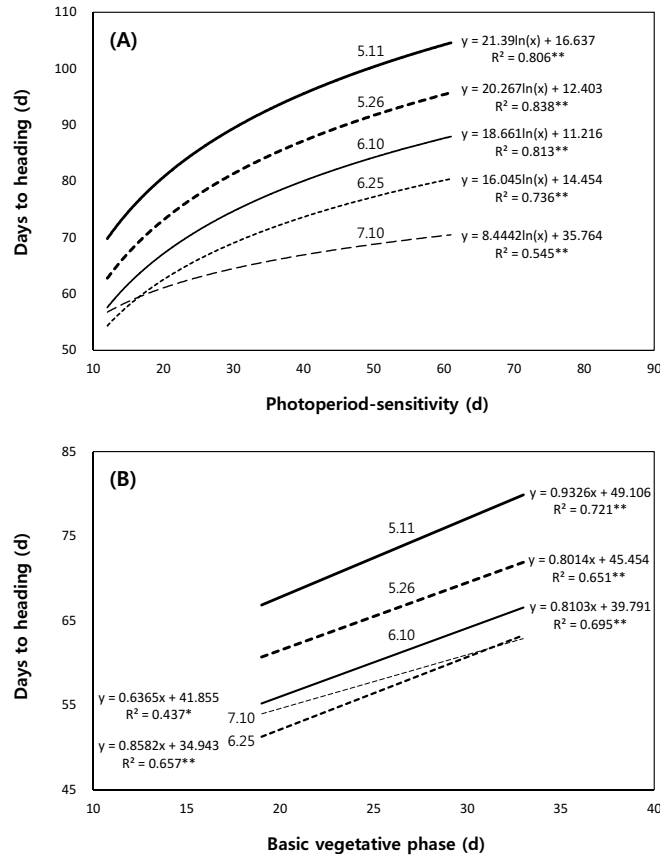 (A)
110
100
90
80
70
60
50
Days to heading (d)
5.11
5.26
6.10
6.25
7.10
y = 21.39ln(x) + 16.637
R² = 0.806**
y = 20.267ln(x) + 12.403
R² = 0.838**
y = 18.661ln(x) + 11.216
R² = 0.813**
y = 16.045ln(x) + 14.454
R² = 0.736**
y = 8.4442ln(x) + 35.764
R² = 0.545**
10 20 30 40 50 60 70 80 90
Photoperiod-sensitivity (d)
(B)
85
75
65
55
45
Days to heading (d)
5.11
5.26
6.10
7.10
6.25
y = 0.9326x + 49.106
R² = 0.721**
y = 0.8014x + 45.454
R² = 0.651**
y = 0.8103x + 39.791
R² = 0.695**
y = 0.6365x + 41.855
R² = 0.437*
y = 0.8582x + 34.943
R² = 0.657**
10 20 30 35 40
Basic vegetative phase (d)